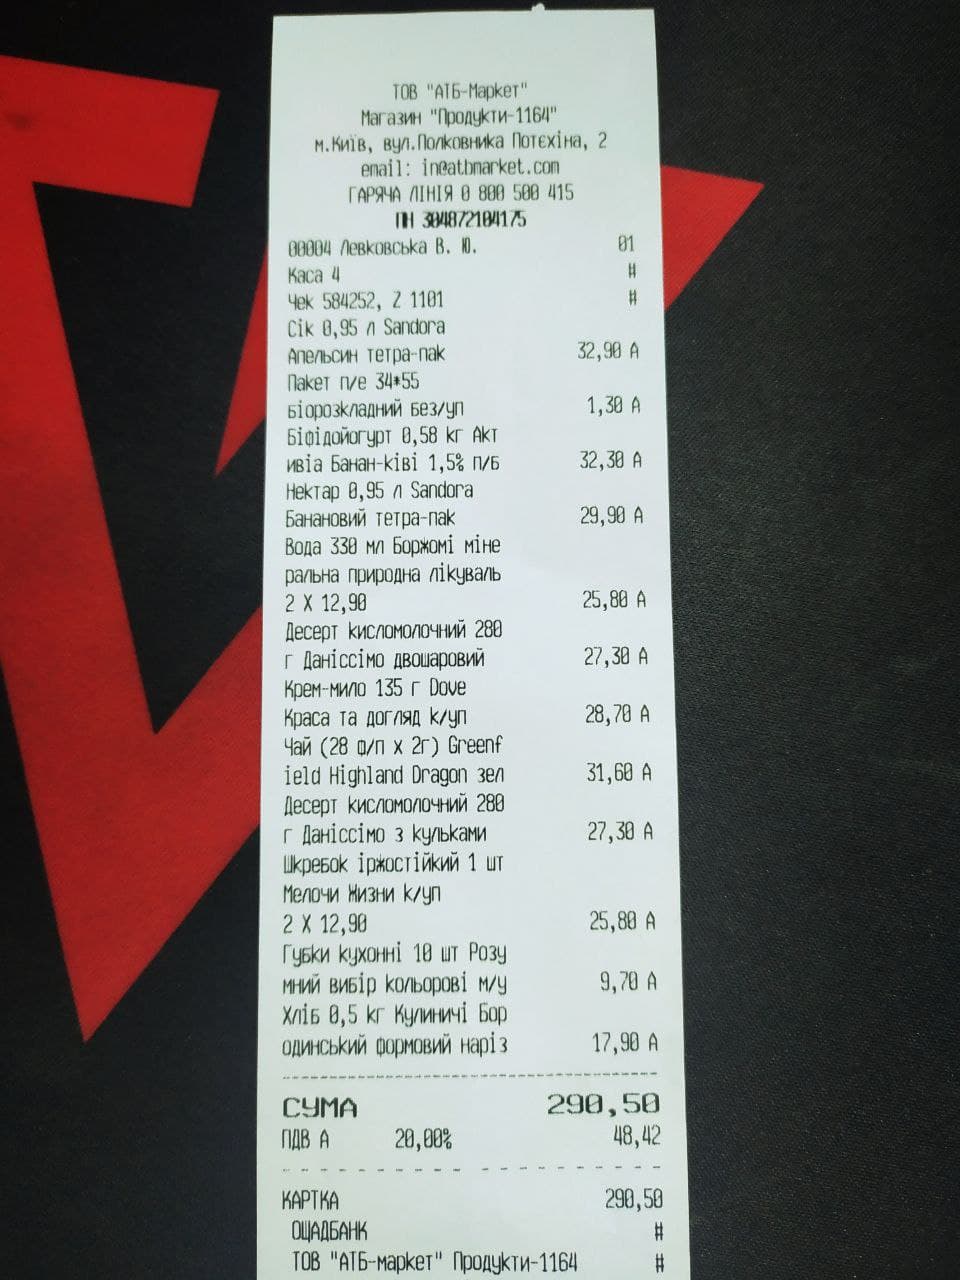 ТОВ "АТБ-Маркет"
Магазин "Продукти-1164"
м.Київ, вул.Полковника Потєхіна, 2
email: in@atbmarket.com
ГАРЯЧА ЛІНІЯ 0 800 500 415
ПН 304872104175
00004 Левковська В. Ю. 01
Каса 4 #
Чек 584252, Z 1101 #
Сік 0,95 л Sandora
Апельсин тетра-пак 32,90 А
Пакет п/е 34*55
біорозкладний без/уп 1,30 А
Біфідойогурт 0,58 кг Акт
ивіа Банан-ківі 1,5% п/б 32,30 А
Нектар 0,95 л Sandora
Банановий тетра-пак 29,90 А
Вода 330 мл Боржомі міне
ральна природна лікуваль
2 X 12,90 25,80 А
Десерт кисломолочний 280
г Даніссімо двошаровий 27,30 А
Крем-мило 135 г Dove
Краса та догляд к/уп 28,70 А
Чай (28 ф/п х 2г) Greenf
ield Highland Dragon зел 31,60 А
Десерт кисломолочний 280
г Даніссімо з кульками 27,30 А
Шкребок іржостійкий 1 шт
Мелочи Жизни к/уп
2 X 12,90 25,80 А
Губки кухонні 10 шт Розу
мний вибір кольорові м/у 9,70 А
Хліб 0,5 кг Кулиничі Бор
одинський формовий наріз 17,90 А
СУМА 290,50
ПДВ А 20,00% 48,42
КАРТКА 290,50
ОЩАДБАНК #
ТОВ "АТБ-маркет" Продукти-1164 #